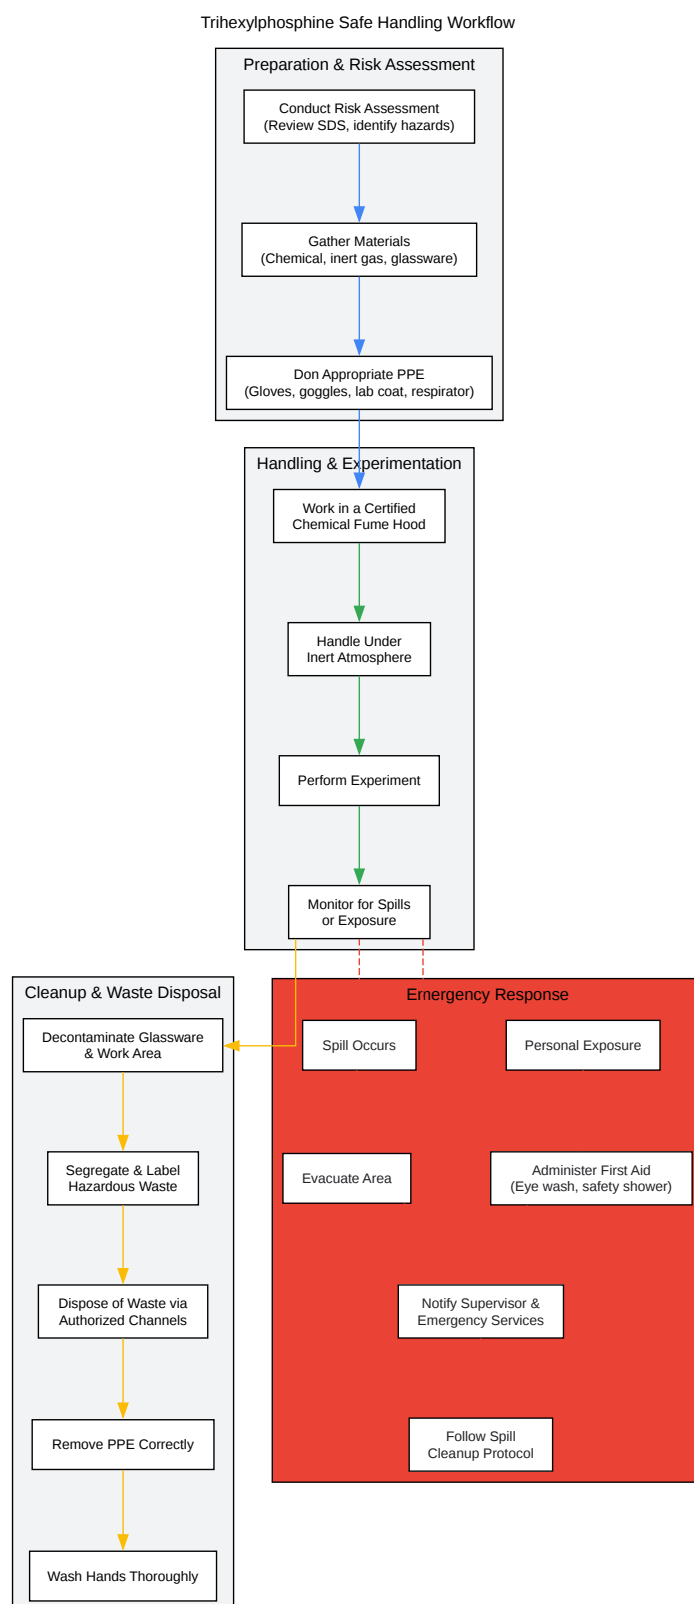 Trihexylphosphine Safe Handling Workflow
Preparation & Risk Assessment
Conduct Risk Assessment
(Review SDS, identify hazards)
Gather Materials
(Chemical, inert gas, glassware)
Don Appropriate PPE
(Gloves, goggles, lab coat, respirator)
Handling & Experimentation
Work in a Certified
Chemical Fume Hood
Handle Under
Inert Atmosphere
Perform Experiment
Monitor for Spills
or Exposure
Cleanup & Waste Disposal
Decontaminate Glassware
& Work Area
Segregate & Label
Hazardous Waste
Dispose of Waste via
Authorized Channels
Remove PPE Correctly
Wash Hands Thoroughly
Emergency Response
Spill Occurs
Personal Exposure
Evacuate Area
Administer First Aid
(Eye wash, safety shower)
Notify Supervisor &
Emergency Services
Follow Spill
Cleanup Protocol